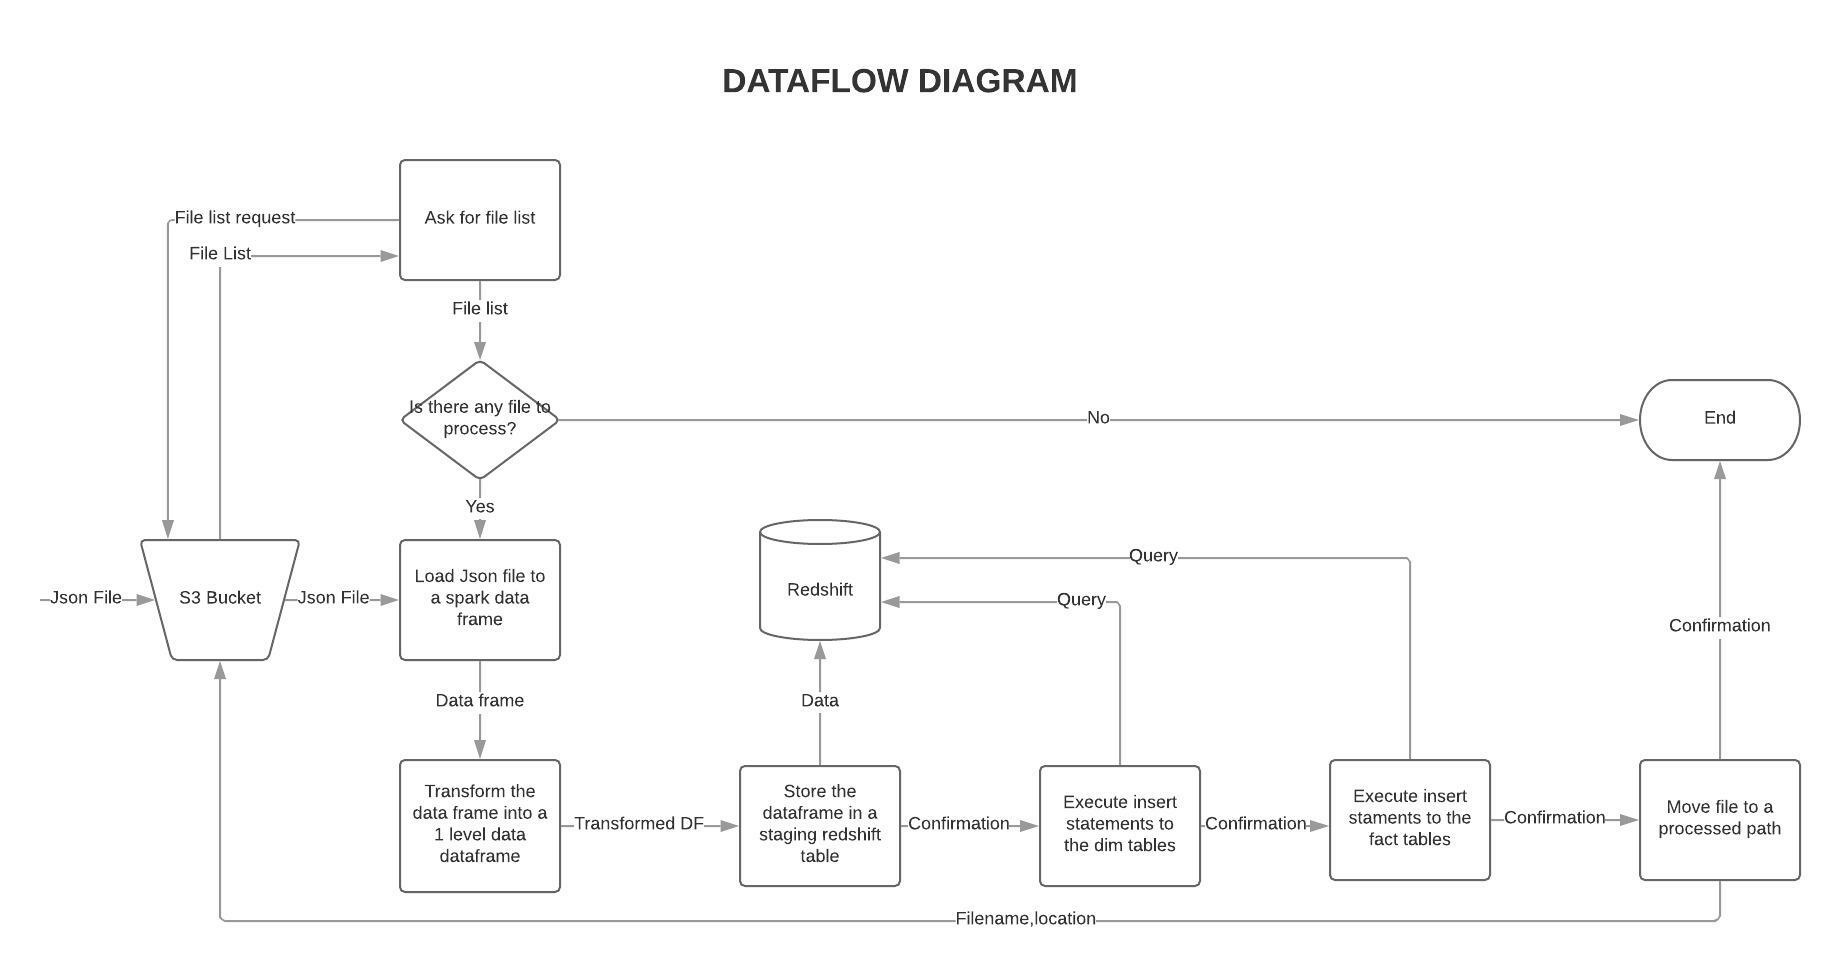 DATAFLOW DIAGRAM
Ask for file list
File list request
File List
File list
Is there any file to
process?
No
End
Yes
Json File
S3 Bucket
Json File
Load Json file to
a spark data
frame
Redshift
Query
Query
Confirmation
Data frame
Data
Transform the
data frame into a
1 level data
dataframe
Transformed DF
Store the
dataframe in a
staging redshift
table
Confirmation
Execute insert
statements to
the dim tables
Confirmation
Execute insert
staments to the
fact tables
Confirmation
Move file to a
processed path
Filename,location